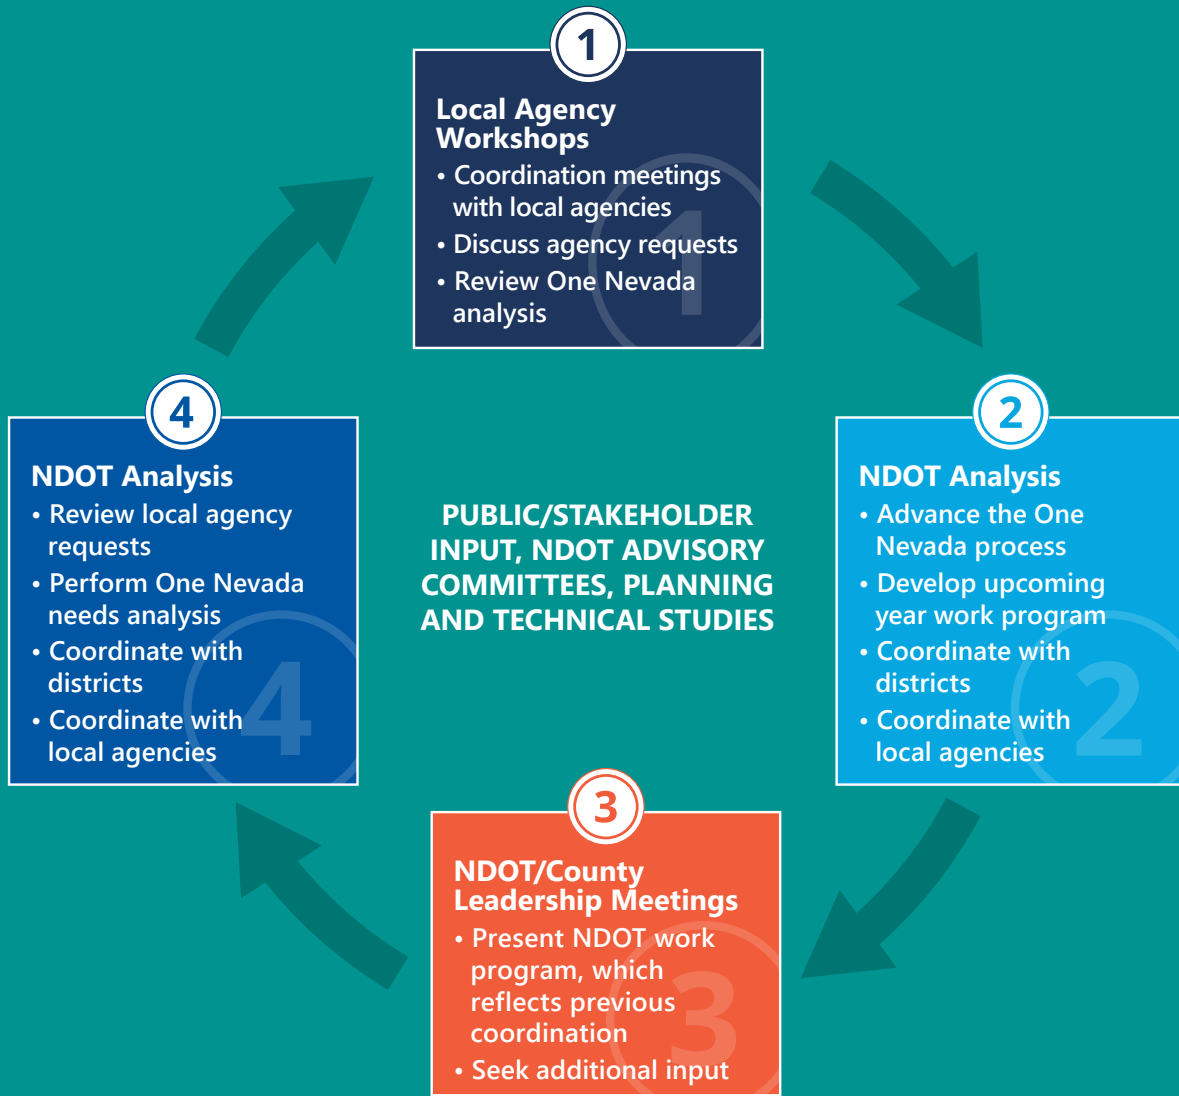 1
Local Agency
Workshops
• Coordination meetings
with local agencies
• Discuss agency requests
• Review One Nevada
analysis
1
2
NDOT Analysis
• Advance the One
Nevada process
• Develop upcoming
year work program
• Coordinate with
districts
• Coordinate with
local agencies
2
3
NDOT/County
Leadership Meetings
• Present NDOT work
program, which
reflects previous
coordination
• Seek additional input
3
4
NDOT Analysis
• Review local agency
requests
• Perform One Nevada
needs analysis
• Coordinate with
districts
• Coordinate with
local agencies
4
PUBLIC/STAKEHOLDER
INPUT, NDOT ADVISORY
COMMITTEES, PLANNING
AND TECHNICAL STUDIES